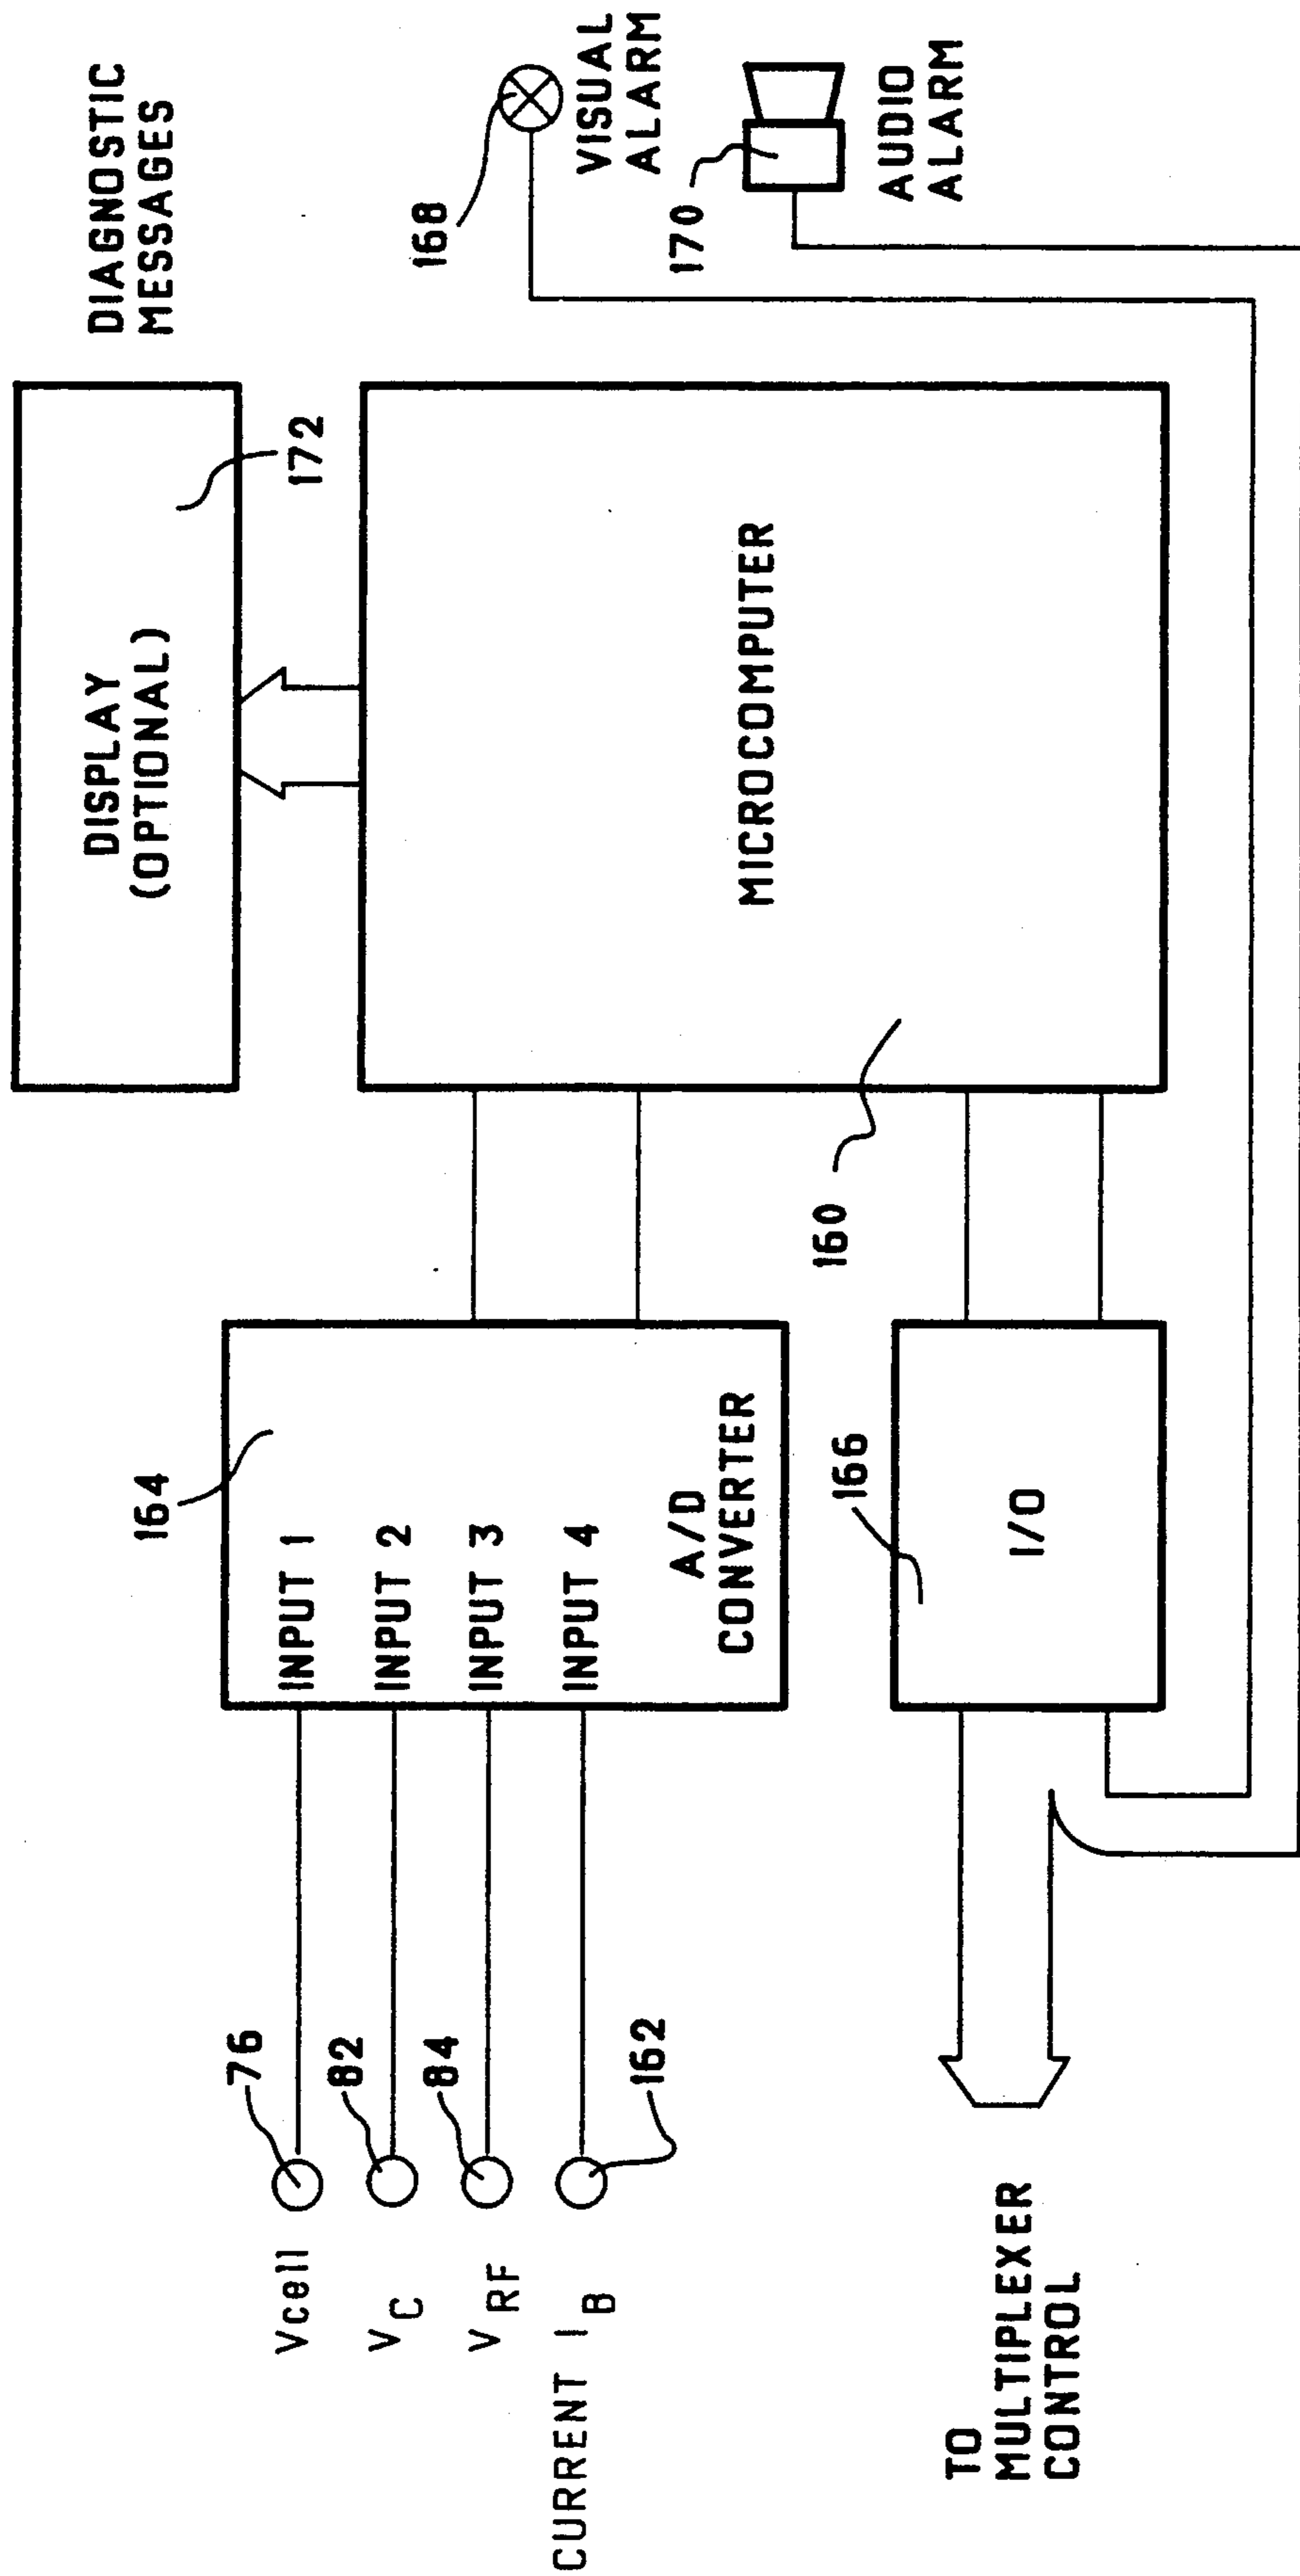 DIAGNOSTIC
MESSAGES
DISPLAY
(OPTIONAL)
172
168
VISUAL
ALARM
170
AUDIO
ALARM
MICROCOMPUTER
160
164
INPUT 1
INPUT 2
INPUT 3
INPUT 4
A/D
CONVERTER
166
I/O
Vcell
76
VC
82
VRF
84
CURRENT IB
162
TO
MULTIPLEXER
CONTROL